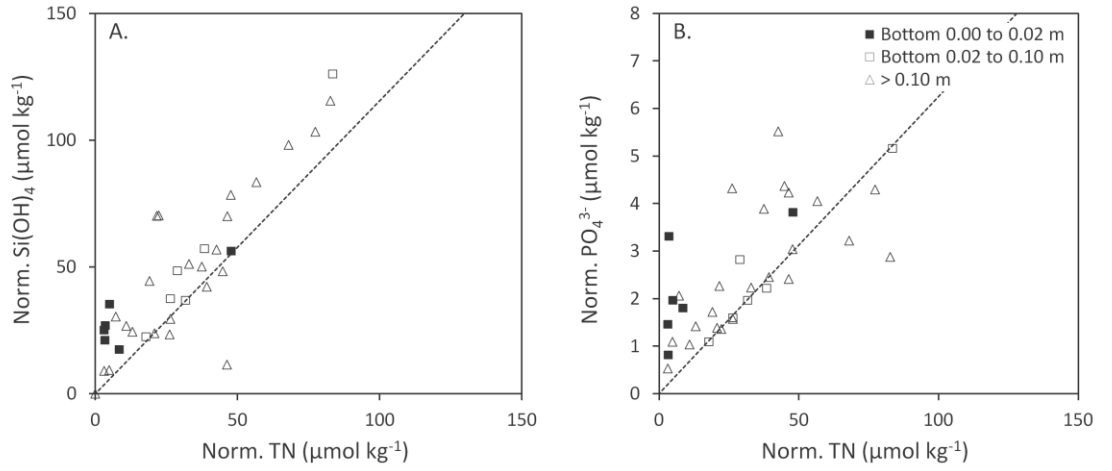 A.
150
100
50
0
Norm. Si(OH)₄ (µmol kg⁻¹)
0 50 100 150
Norm. TN (µmol kg⁻¹)
B.
■ Bottom 0.00 to 0.02 m
□ Bottom 0.02 to 0.10 m
△ > 0.10 m
8
7
6
5
4
3
2
1
0
Norm. PO₄³⁻ (µmol kg⁻¹)
0 50 100 150
Norm. TN (µmol kg⁻¹)